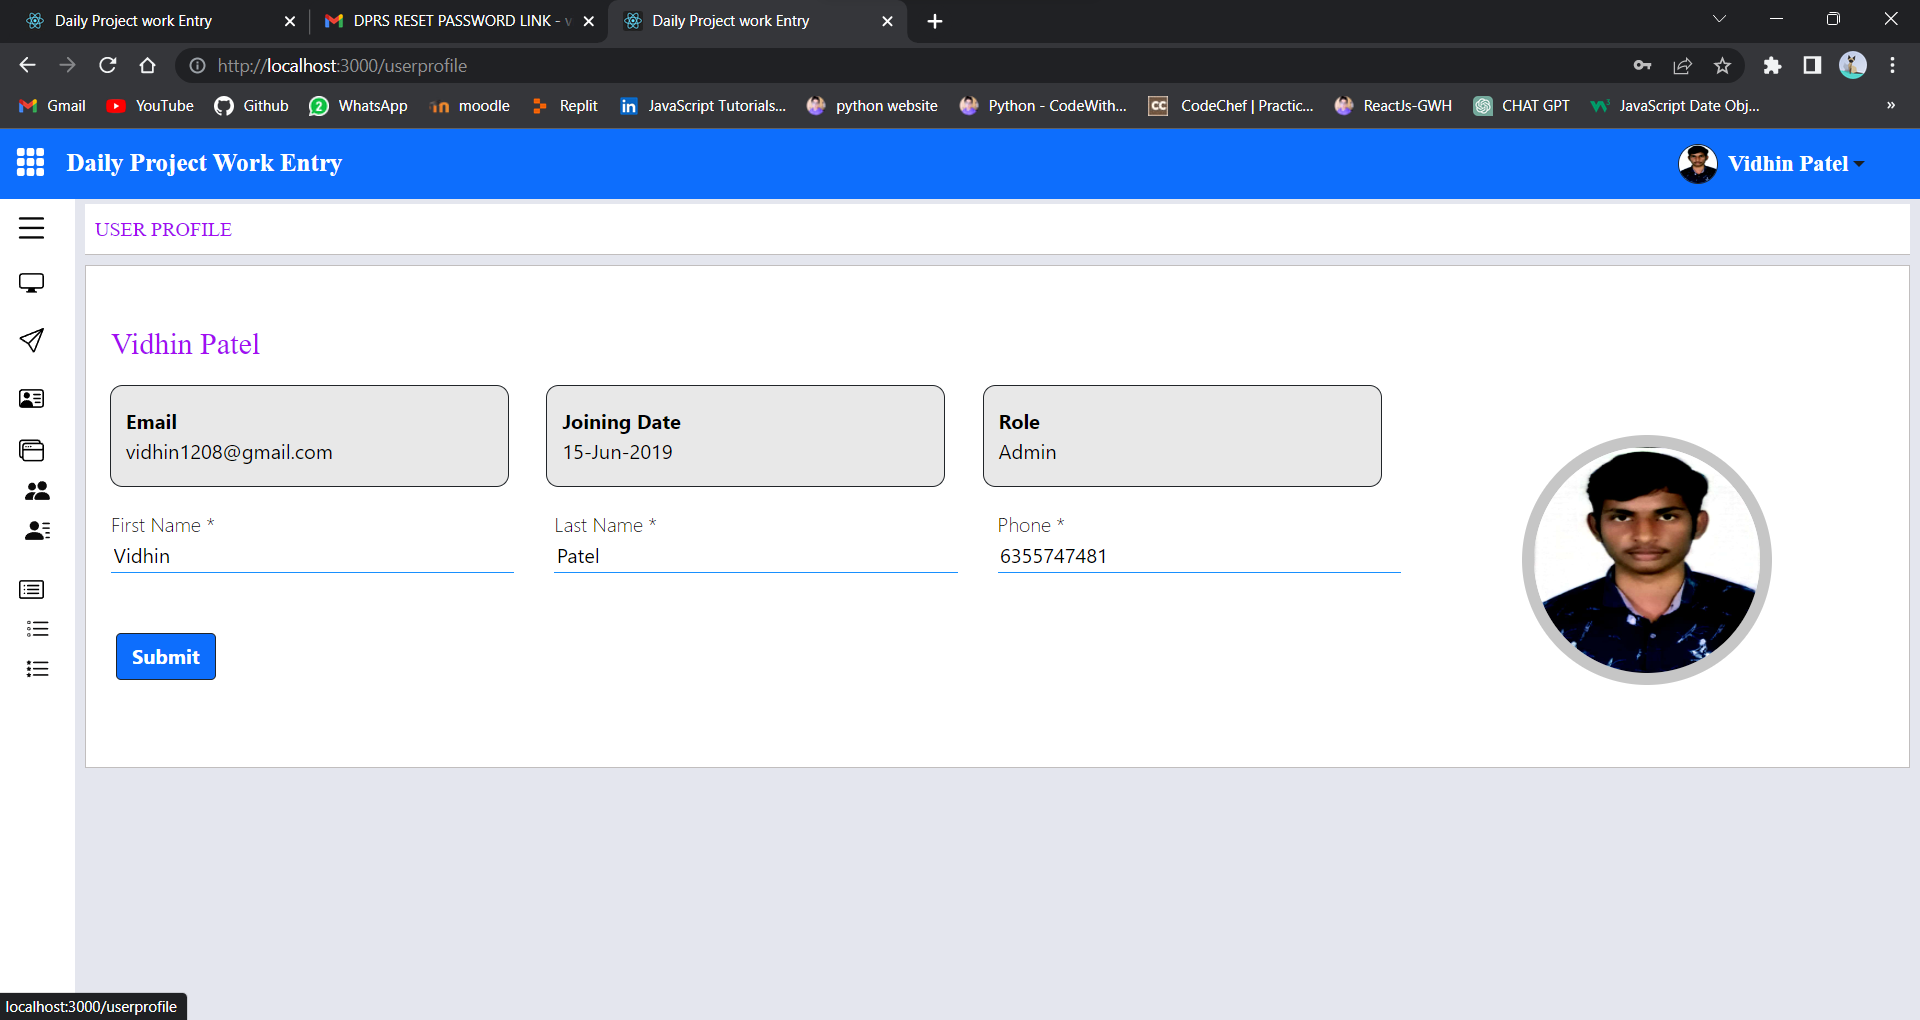 Daily Project work Entry
DPRS RESET PASSWORD LINK - v
Daily Project work Entry
http://localhost:3000/userprofile
Gmail
YouTube
Github
2
WhatsApp
moodle
Replit
in
JavaScript Tutorials...
python website
Python - CodeWith...
CC
CodeChef | Practic...
ReactJs-GWH
CHAT GPT
JavaScript Date Obj...
»
Daily Project Work Entry
Vidhin Patel
USER PROFILE
Vidhin Patel
Email
vidhin1208@gmail.com
Joining Date
15-Jun-2019
Role
Admin
First Name *
Vidhin
Last Name *
Patel
Phone *
6355747481
Submit
localhost:3000/userprofile